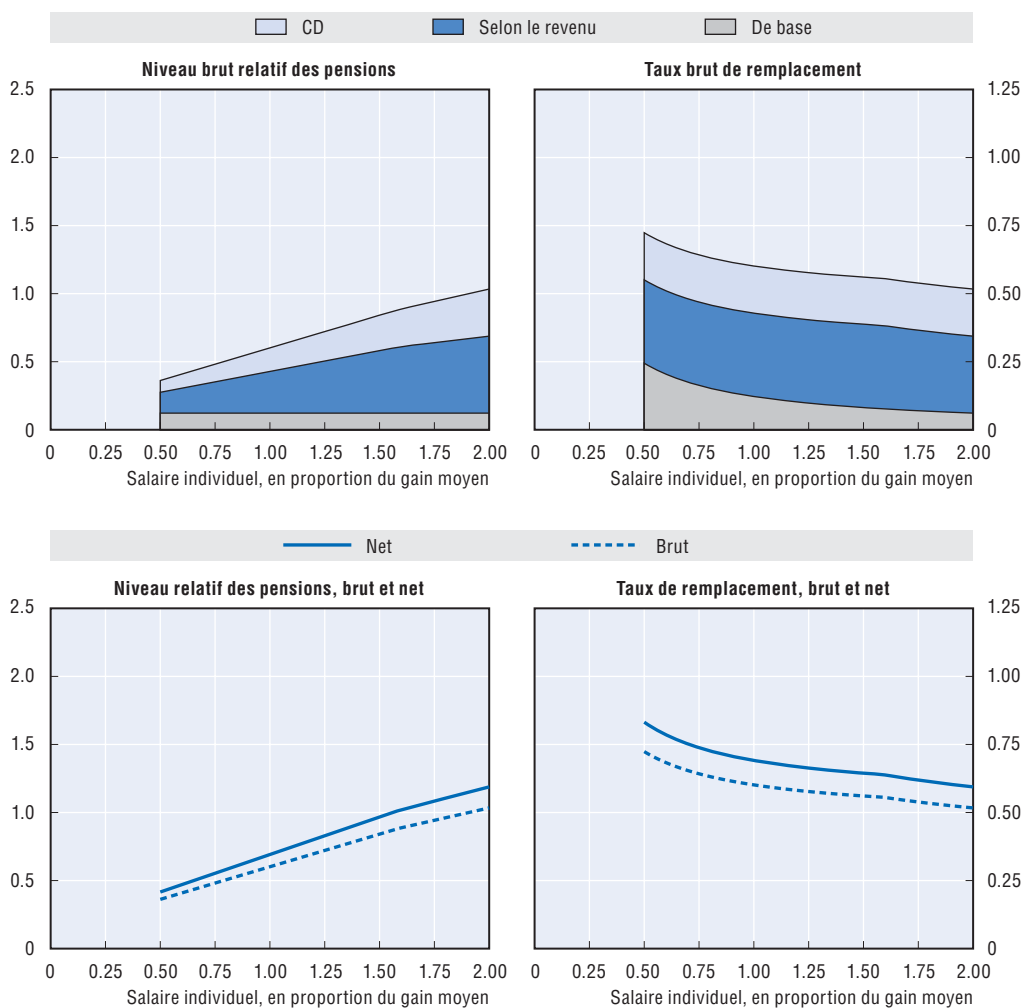 CD Selon le revenu De base
Niveau brut relatif des pensions
2.5
2.0
1.5
1.0
0.5
0
0 0.25 0.50 0.75 1.00 1.25 1.50 1.75 2.00
Salaire individuel, en proportion du gain moyen
Taux brut de remplacement
1.25
1.00
0.75
0.50
0.25
0
0 0.25 0.50 0.75 1.00 1.25 1.50 1.75 2.00
Salaire individuel, en proportion du gain moyen
Net Brut
Niveau relatif des pensions, brut et net
2.5
2.0
1.5
1.0
0.5
0
0 0.25 0.50 0.75 1.00 1.25 1.50 1.75 2.00
Salaire individuel, en proportion du gain moyen
Taux de remplacement, brut et net
1.25
1.00
0.75
0.50
0.25
0
0 0.25 0.50 0.75 1.00 1.25 1.50 1.75 2.00
Salaire individuel, en proportion du gain moyen